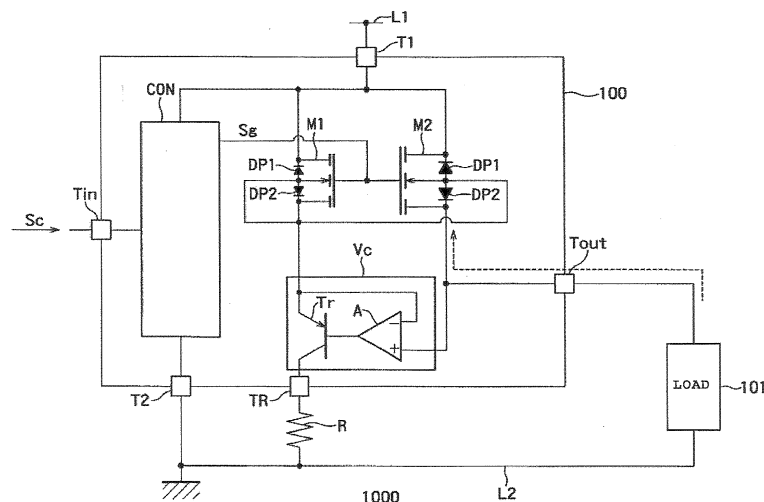 L1
T1
CON
100
Sg
M1
M2
DP1
DP1
DP2
DP2
Tin
Sc
Vc
Tout
Tr
A
−
+
LOAD
101
T2
TR
R
L2
1000